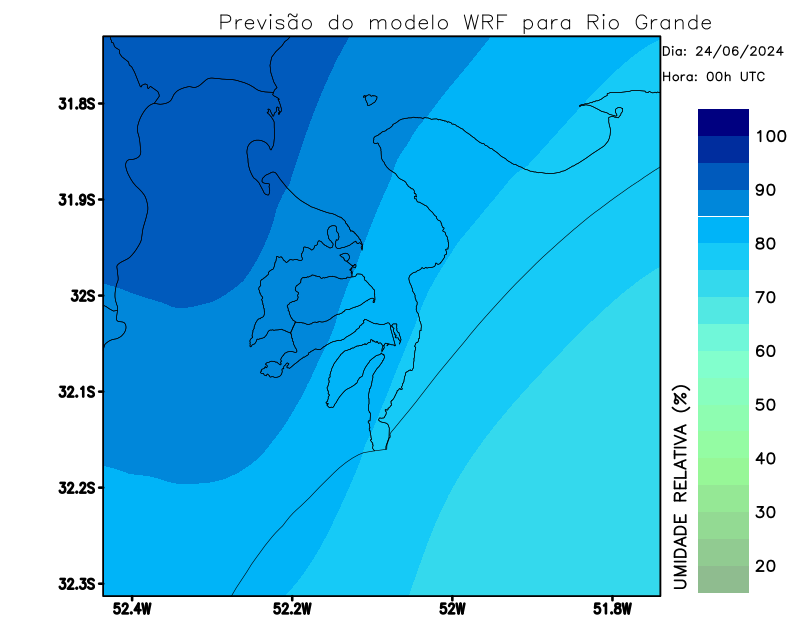 Previsão do modelo WRF para Rio Grande
Dia: 24/06/2024
Hora: 00h UTC
31.8S
31.9S
32S
32.1S
32.2S
32.3S
52.4W
52.2W
52W
51.8W
100
90
80
70
60
50
40
30
20
UMIDADE RELATIVA (%)